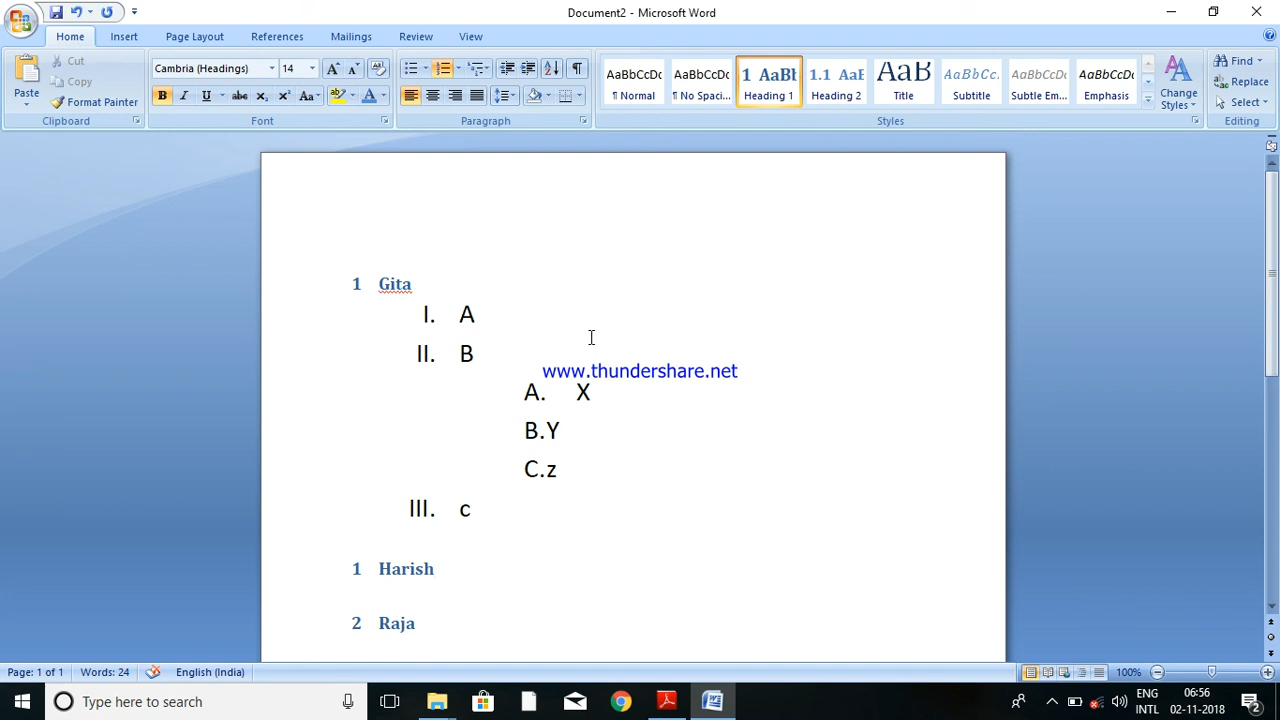 Document2 - Microsoft Word
Home Insert Page Layout References Mailings Review View
Paste Cut Copy Format Painter
Clipboard
Cambria (Headings) 14
Font
Paragraph
AaBbCcDc AaBbCcDc 1 AaBb 1.1 AaB AaB AaBbCc. AaBbCcDc AaBbCcDc
¶ Normal ¶ No Spaci... Heading 1 Heading 2 Title Subtitle Subtle Em... Emphasis
Change Styles
Styles
Find
Replace
Select
Editing
1 Gita
I. A
II. B
www.thundershare.net
A. X
B.Y
C.z
III. c
1 Harish
2 Raja
Page: 1 of 1 Words: 24 English (India) 100%
Type here to search
ENG INTL
06:56
02-11-2018
2